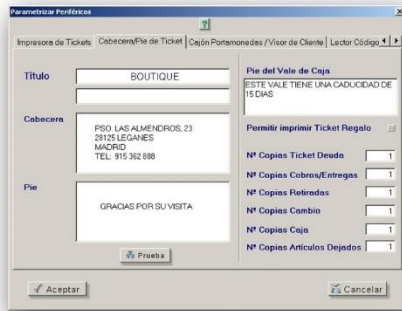 Parametrizar Periféricos
?
Impresora de Tickets
Cabecera/Pie de Ticket
Cajón Portamonedas / Visor de Cliente
Lector Código
Título
BOUTIQUE
Cabecera
PSO. LAS ALMENDROS, 23
28125 LEGANES
MADRID
TEL: 915 362 888
Pie
GRACIAS POR SU VISITA
Prueba
Pie del Vale de Caja
ESTE VALE TIENE UNA CADUCIDAD DE
15 DIAS
Permitir imprimir Ticket Regalo
Nº Copias Ticket Deuda 1
Nº Copias Cobros/Entregas 1
Nº Copias Retiradas 1
Nº Copias Cambio 1
Nº Copias Caja 1
Nº Copias Artículos Dejados 1
Aceptar
Cancelar